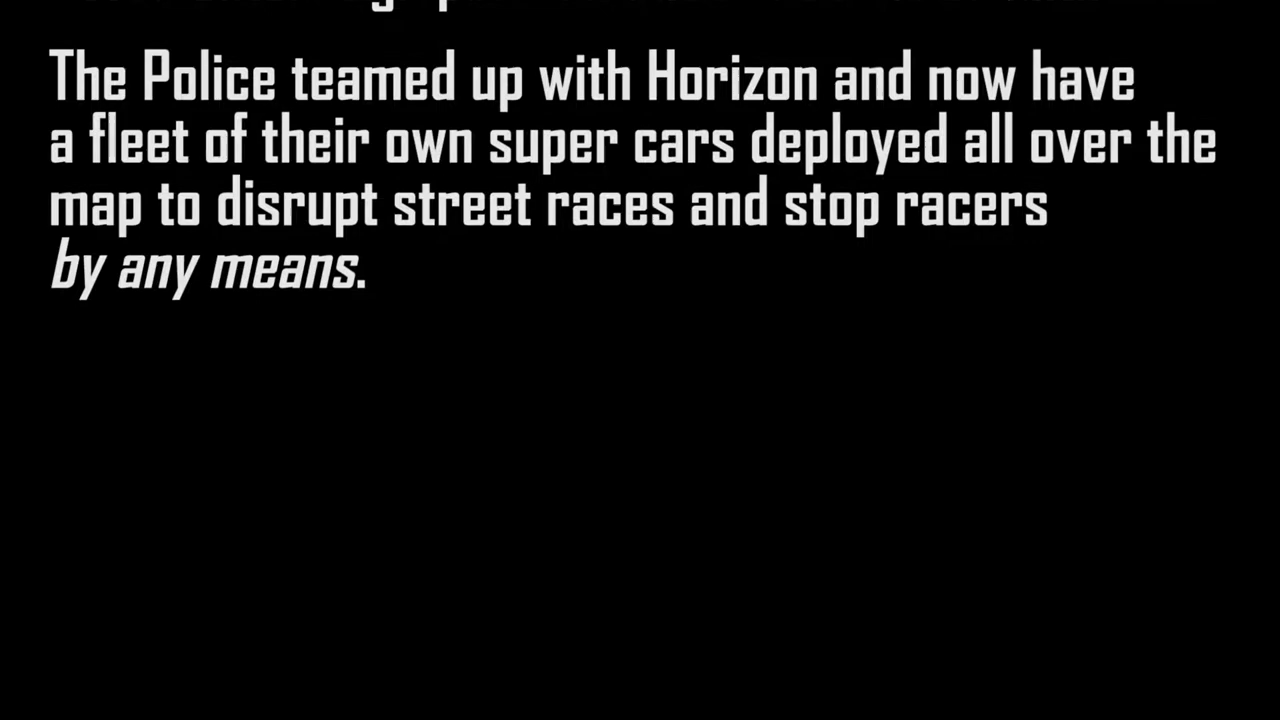 The Police teamed up with Horizon and now have
a fleet of their own super cars deployed all over the
map to disrupt street races and stop racers
by any means.